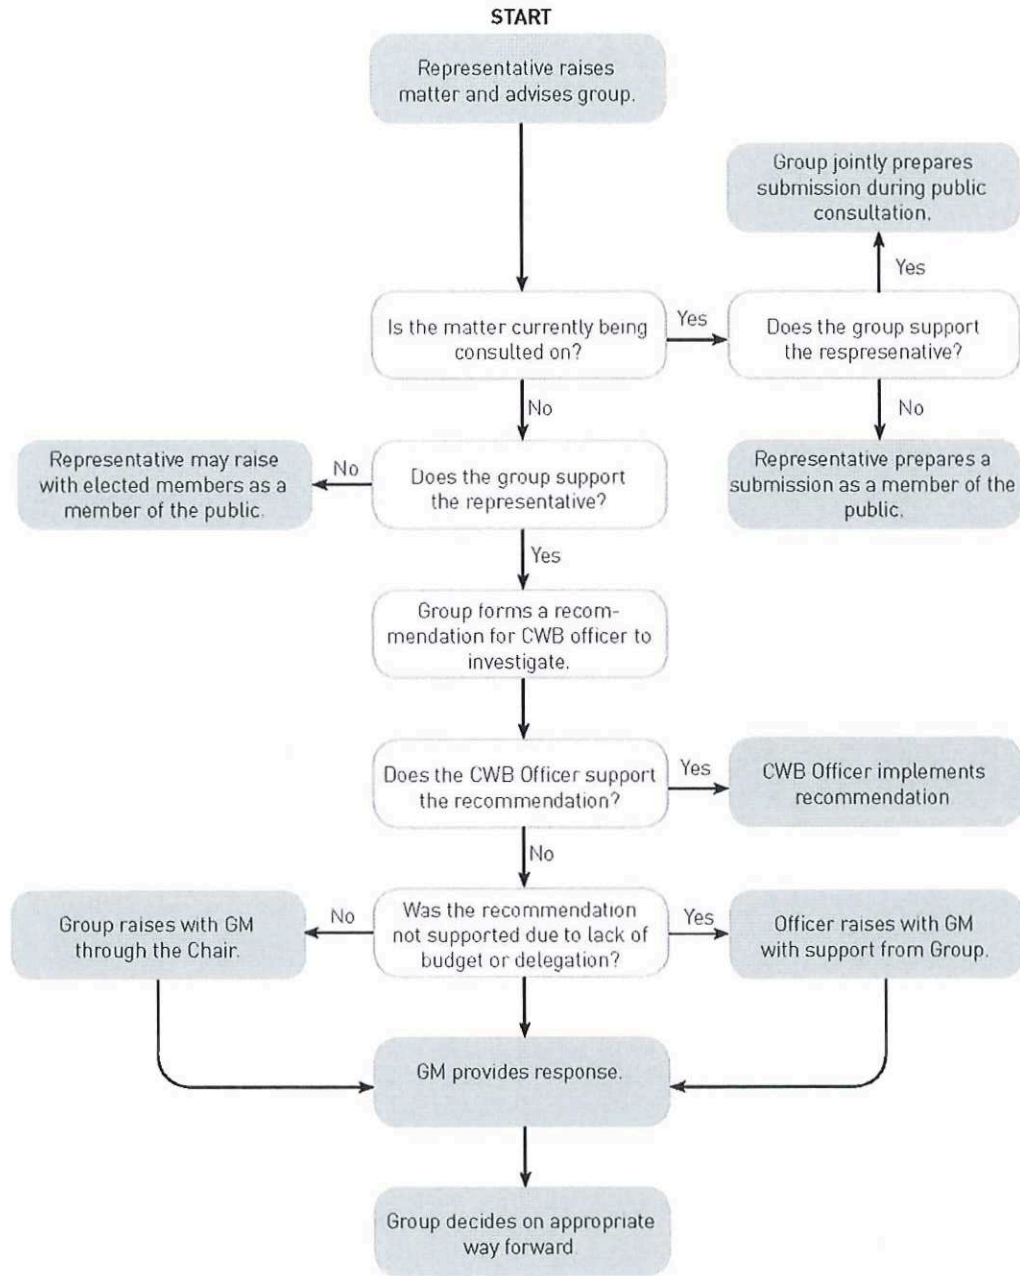 START
Representative raises
matter and advises group.
Group jointly prepares
submission during public
consultation.
Yes
Is the matter currently being
consulted on?
Yes
Does the group support
the respresenative?
No
No
Representative may raise
with elected members as a
member of the public.
No
Does the group support
the representative?
Representative prepares a
submission as a member of the
public.
Yes
Group forms a recom-
mendation for CWB officer to
investigate.
Does the CWB Officer support
the recommendation?
Yes
CWB Officer implements
recommendation
No
Group raises with GM
through the Chair.
No
Was the recommendation
not supported due to lack of
budget or delegation?
Yes
Officer raises with GM
with support from Group.
GM provides response.
Group decides on appropriate
way forward